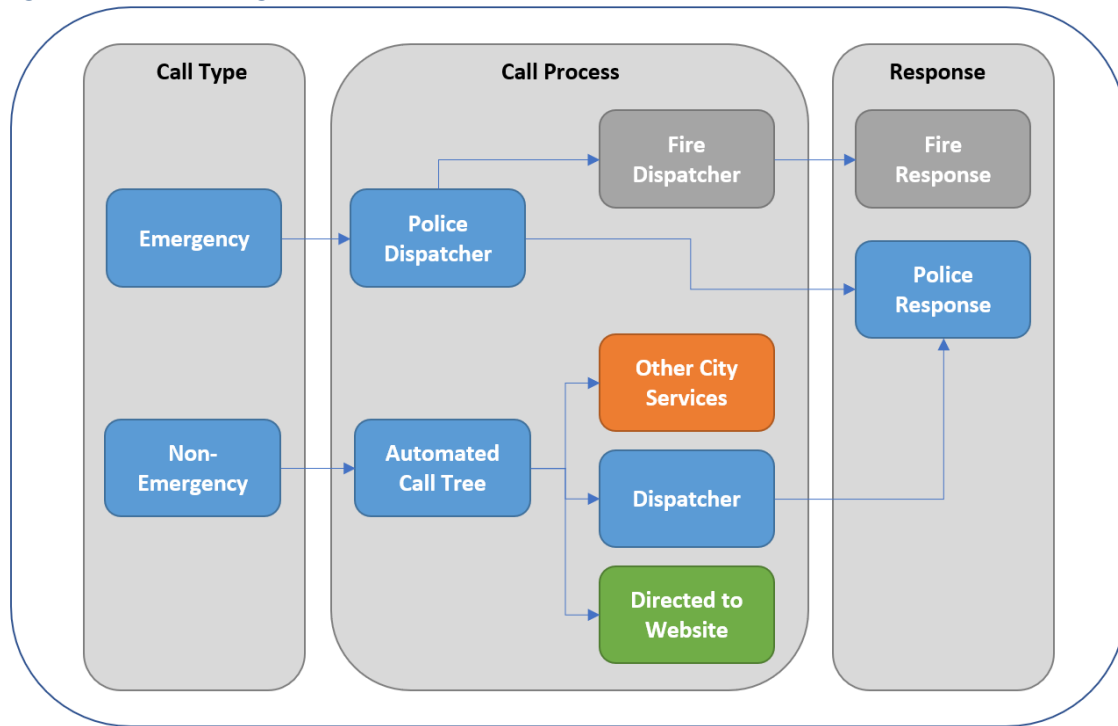 Call Type
Call Process
Response
Fire
Dispatcher
Fire
Response
Emergency
Police
Dispatcher
Police
Response
Other City
Services
Non-
Emergency
Automated
Call Tree
Dispatcher
Directed to
Website